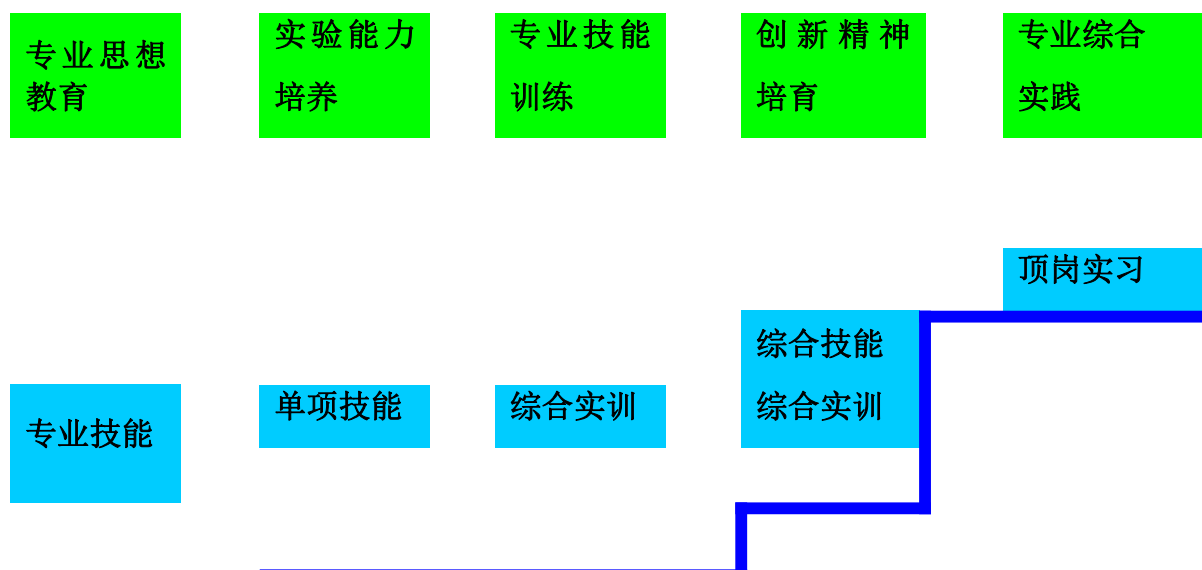 专业思想
教育
实验能力
培养
专业技能
训练
创新精神
培育
专业综合
实践
顶岗实习
综合技能
综合实训
专业技能
单项技能
综合实训